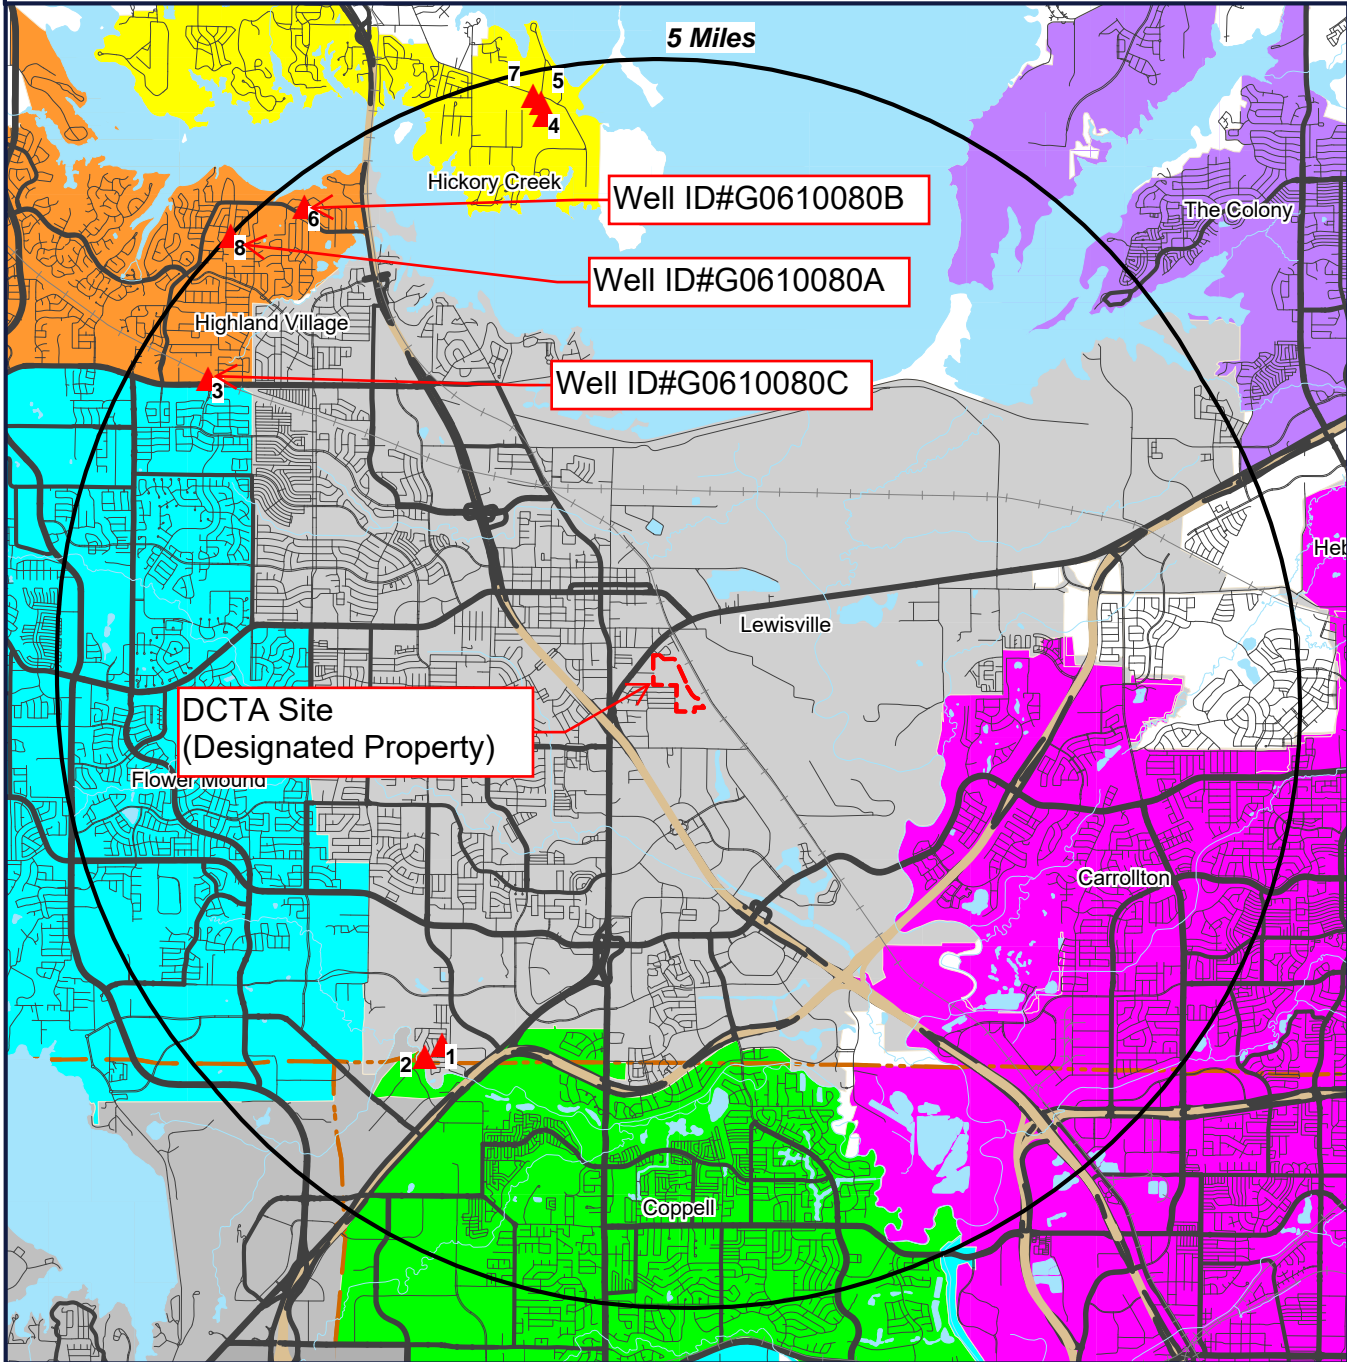 5 Miles
7
5
4
Hickory Creek
Well ID#G0610080B
6
The Colony
8
Well ID#G0610080A
Highland Village
Well ID#G0610080C
3
Heb
Lewisville
DCTA Site
(Designated Property)
Flower Mound
Carrollton
1
2
Coppell